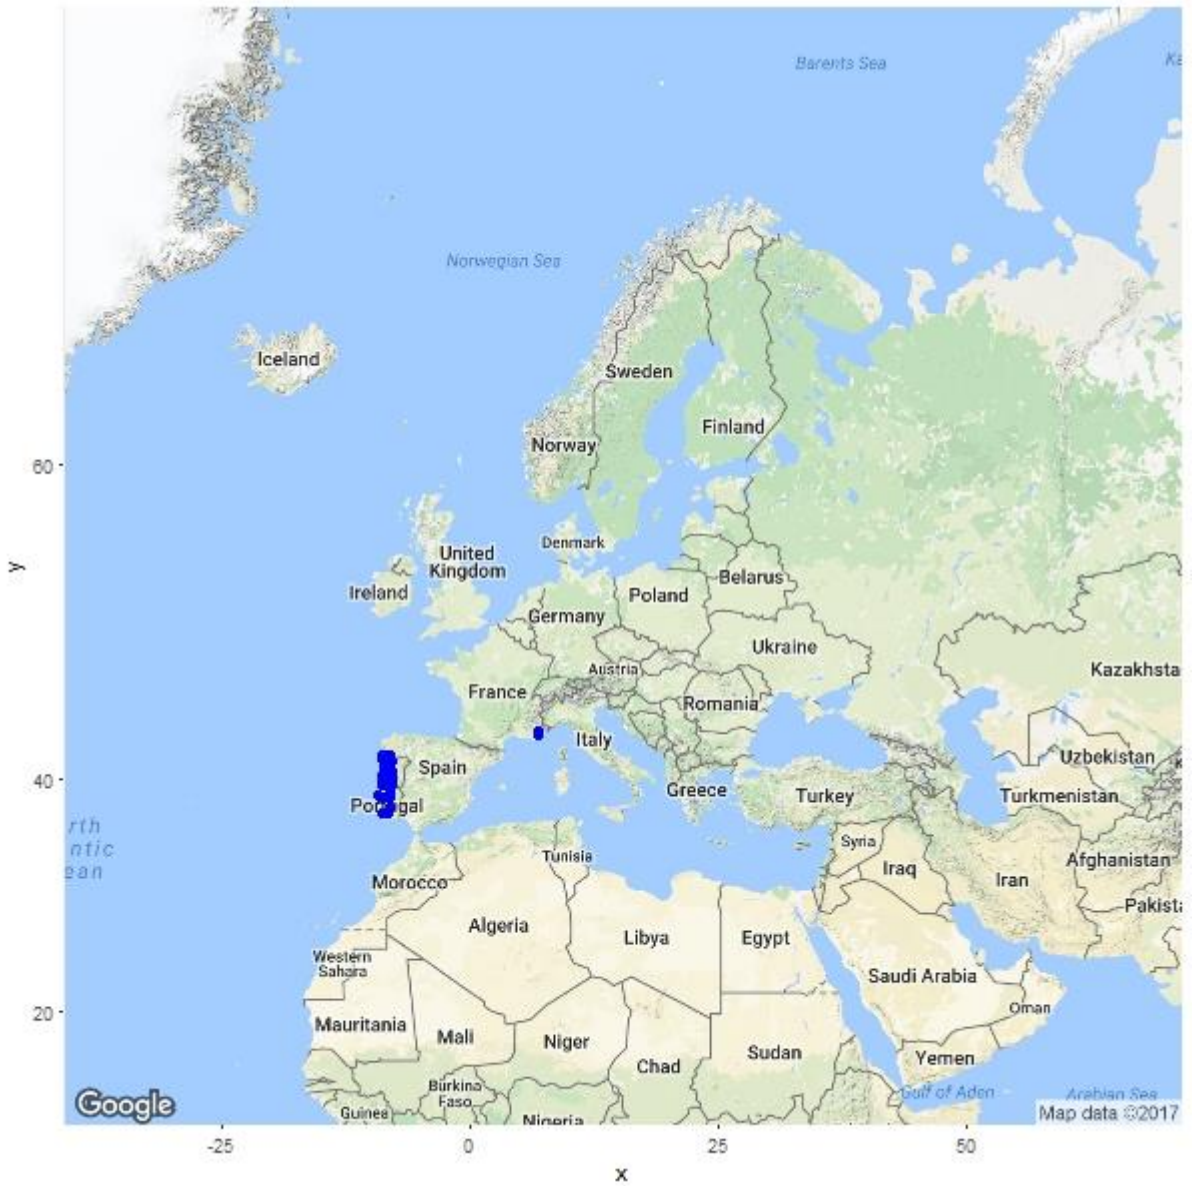 Barents Sea
Ka
Norwegian Sea
Iceland
Sweden
Finland
Norway
60
Denmark
United
Kingdom
Ireland
Belarus
Poland
Germany
Ukraine
Austria
Kazakhsta
France
Romania
Italy
Uzbekistan
Spain
40
Greece
Turkey
Turkmenistan
Portugal
rth
ntic
ean
Syria
Tunisia
Iraq
Afghanistan
Iran
Morocco
Pakista
Algeria
Libya
Egypt
Western
Sahara
Saudi Arabia
Oman
20
Mauritania
Mali
Niger
Chad
Sudan
Yemen
Burkina
Faso
Gulf of Aden
Arabian Sea
Google
Guinea
Nigeria
Map data ©2017
-25
0
25
50
x
y